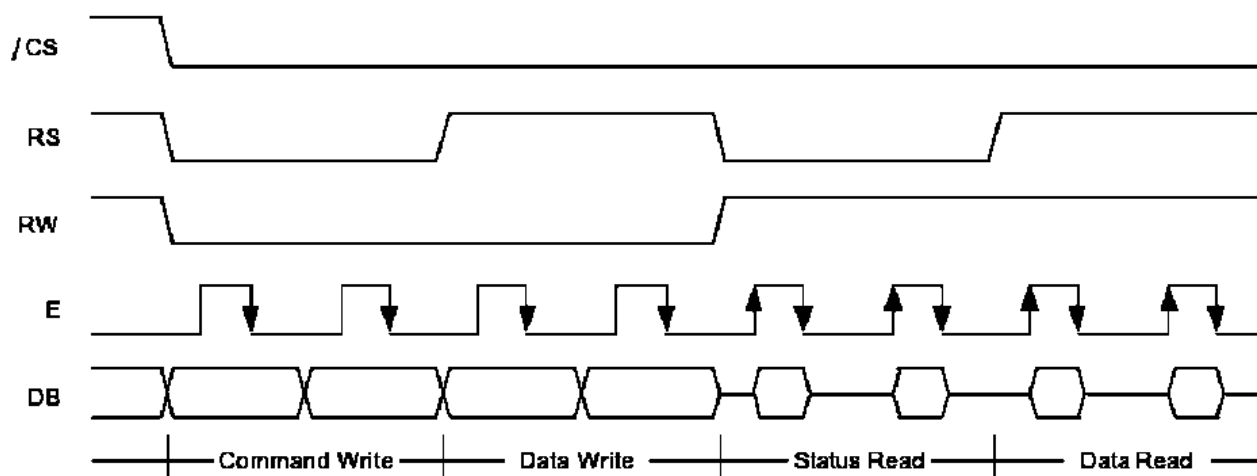 /CS
RS
RW
E
DB
Command Write
Data Write
Status Read
Data Read